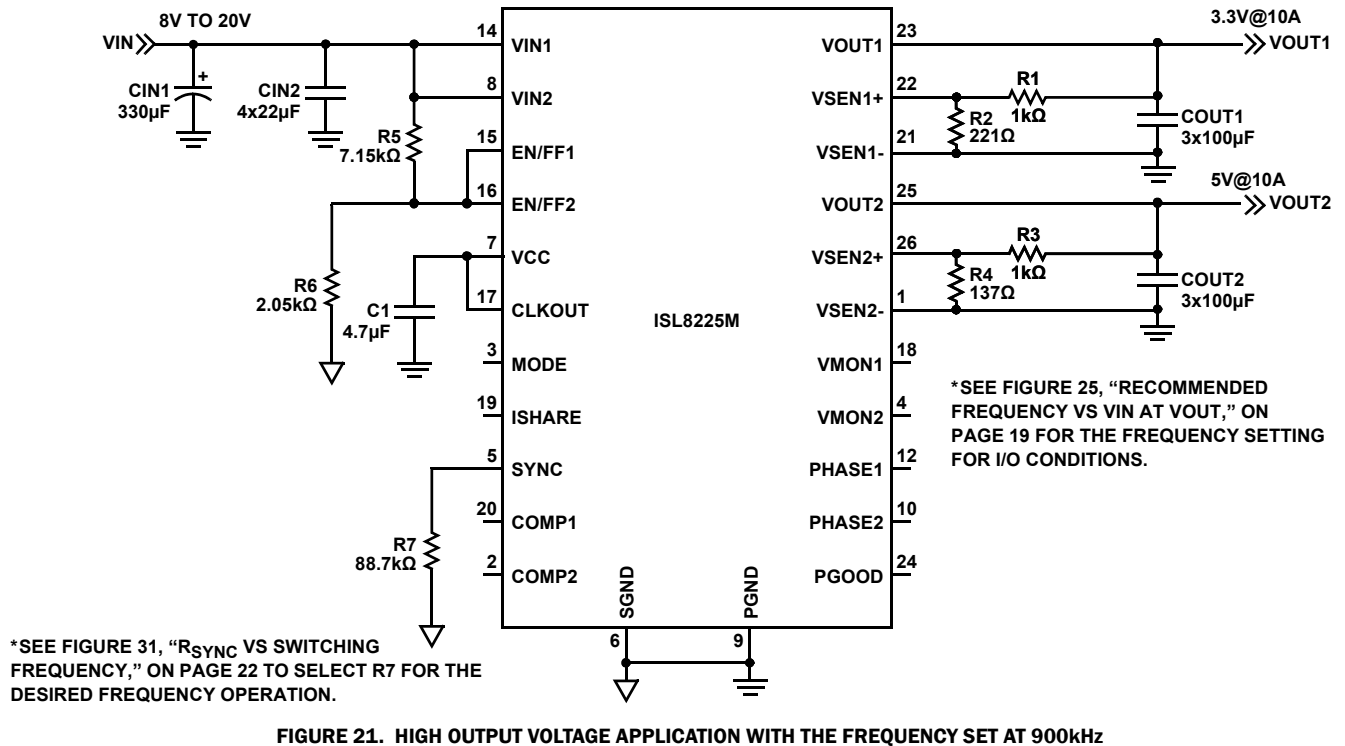 8V TO 20V
VIN
CIN1
330µF
+
CIN2
4x22µF
R5
7.15kΩ
R6
2.05kΩ
C1
4.7µF
R7
88.7kΩ
14 VIN1
8 VIN2
15 EN/FF1
16 EN/FF2
7 VCC
17 CLKOUT
3 MODE
19 ISHARE
5 SYNC
20 COMP1
2 COMP2
ISL8225M
SGND
6
PGND
9
VOUT1 23
VSEN1+ 22
VSEN1- 21
VOUT2 25
VSEN2+ 26
VSEN2- 1
VMON1 18
VMON2 4
PHASE1 12
PHASE2 10
PGOOD 24
3.3V@10A
VOUT1
R1
1kΩ
R2
221Ω
COUT1
3x100µF
5V@10A
VOUT2
R3
1kΩ
R4
137Ω
COUT2
3x100µF
*SEE FIGURE 25, “RECOMMENDED
FREQUENCY VS VIN AT VOUT,” ON
PAGE 19 FOR THE FREQUENCY SETTING
FOR I/O CONDITIONS.
*SEE FIGURE 31, “RSYNC VS SWITCHING
FREQUENCY,” ON PAGE 22 TO SELECT R7 FOR THE
DESIRED FREQUENCY OPERATION.
FIGURE 21. HIGH OUTPUT VOLTAGE APPLICATION WITH THE FREQUENCY SET AT 900kHz